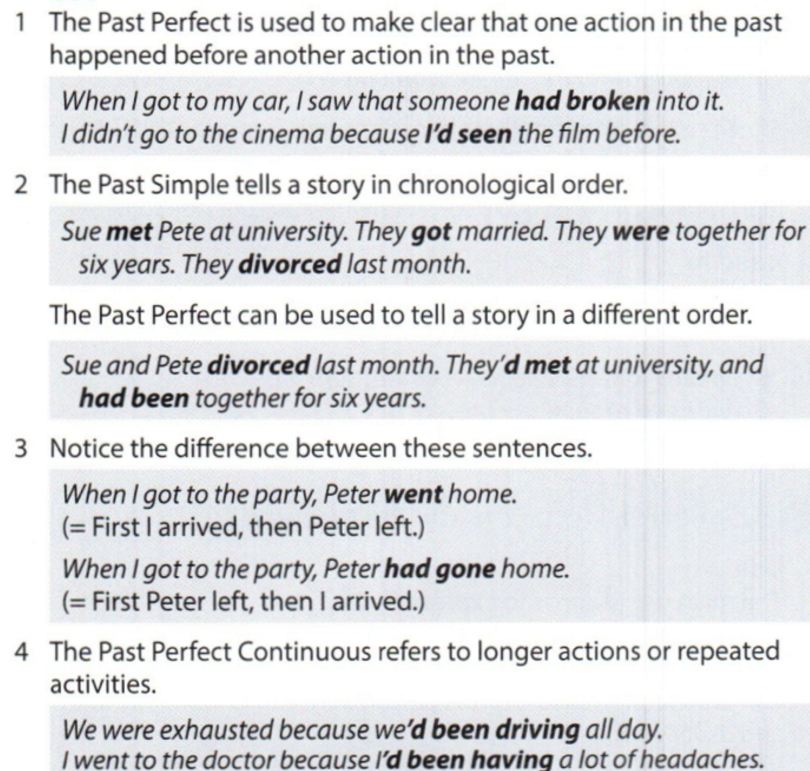 1 The Past Perfect is used to make clear that one action in the past
happened before another action in the past.
When I got to my car, I saw that someone had broken into it.
I didn't go to the cinema because I'd seen the film before.
2 The Past Simple tells a story in chronological order.
Sue met Pete at university. They got married. They were together for
six years. They divorced last month.
The Past Perfect can be used to tell a story in a different order.
Sue and Pete divorced last month. They'd met at university, and
had been together for six years.
3 Notice the difference between these sentences.
When I got to the party, Peter went home.
(= First I arrived, then Peter left.)
When I got to the party, Peter had gone home.
(= First Peter left, then I arrived.)
4 The Past Perfect Continuous refers to longer actions or repeated
activities.
We were exhausted because we'd been driving all day.
I went to the doctor because I'd been having a lot of headaches.